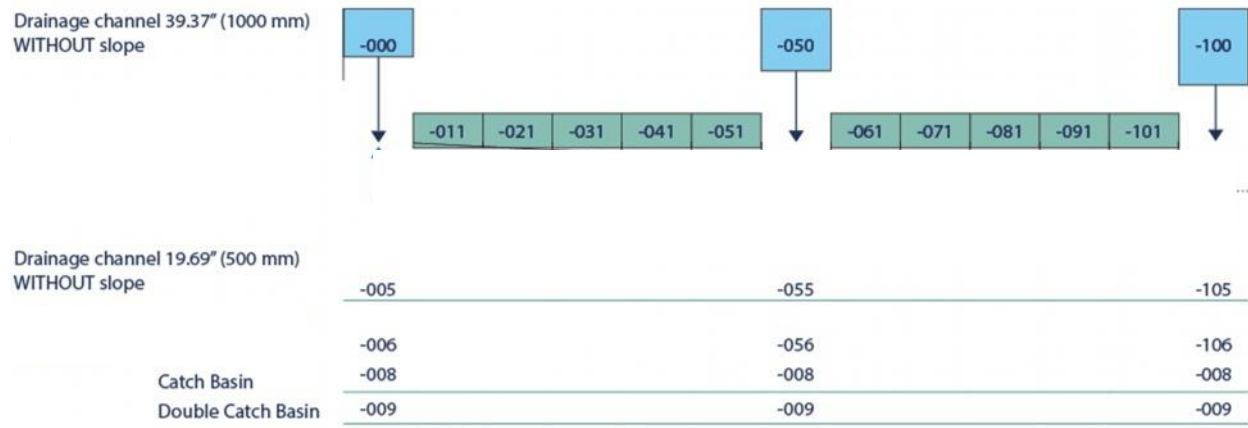 Drainage channel 39.37” (1000 mm)
WITHOUT slope
-000 -050 -100
-011 -021 -031 -041 -051 -061 -071 -081 -091 -101
...
Drainage channel 19.69” (500 mm)
WITHOUT slope
-005 -055 -105
-006 -056 -106
Catch Basin -008 -008 -008
Double Catch Basin -009 -009 -009